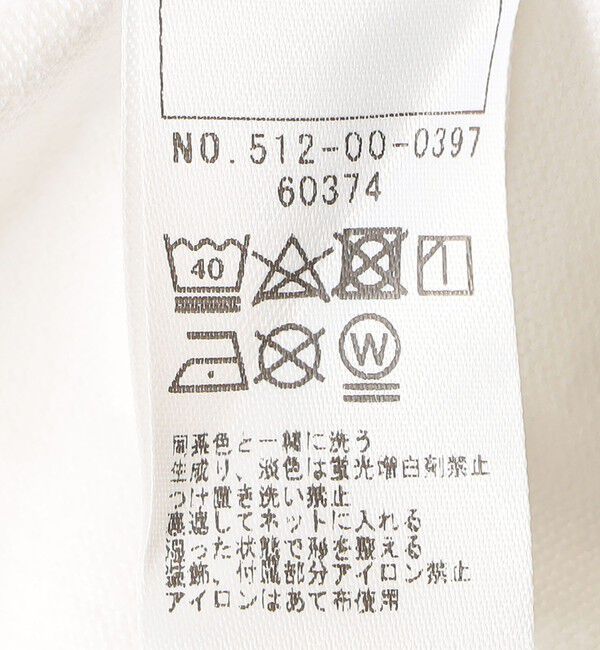 NO.512-00-0397
60374
40
W
同系色と一緒に洗う
生成り、淡色は蛍光増白剤禁止
つけ置き洗い禁止
裏返してネットに入れる
湿った状態で形を整える
装飾、付属部分アイロン禁止
アイロンはあて布使用